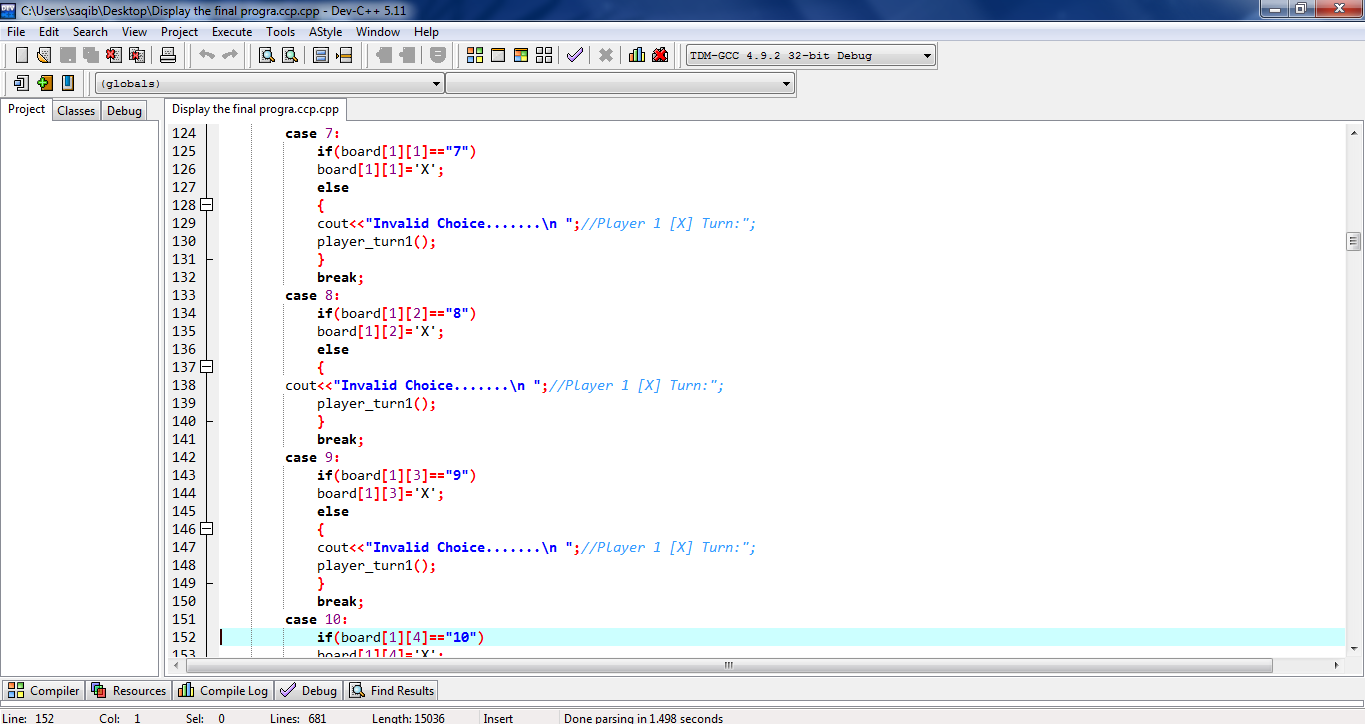 C:\Users\saqib\Desktop\Display the final progra.ccp.cpp - Dev-C++ 5.11
File Edit Search View Project Execute Tools AStyle Window Help
TDM-GCC 4.9.2 32-bit Debug
(globals)
Project Classes Debug
Display the final progra.ccp.cpp
124 case 7:
125 if(board[1][1]=="7")
126 board[1][1]='X';
127 else
128 {
129 cout<<"Invalid Choice.......\n ";//Player 1 [X] Turn:";
130 player_turn1();
131 }
132 break;
133 case 8:
134 if(board[1][2]=="8")
135 board[1][2]='X';
136 else
137 {
138 cout<<"Invalid Choice.......\n ";//Player 1 [X] Turn:";
139 player_turn1();
140 }
141 break;
142 case 9:
143 if(board[1][3]=="9")
144 board[1][3]='X';
145 else
146 {
147 cout<<"Invalid Choice.......\n ";//Player 1 [X] Turn:";
148 player_turn1();
149 }
150 break;
151 case 10:
152 if(board[1][4]=="10")
153 board[1][4]='X';
Compiler Resources Compile Log Debug Find Results
Line: 152 Col: 1 Sel: 0 Lines: 681 Length: 15036 Insert Done parsing in 1.498 seconds